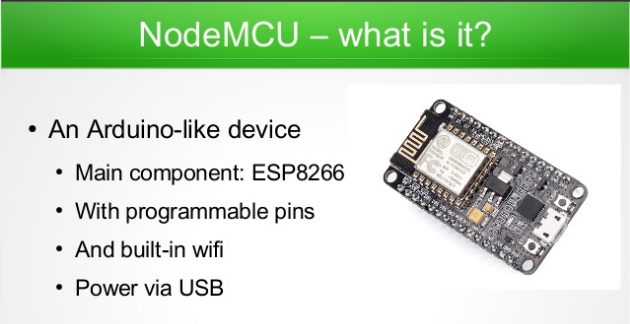 NodeMCU – what is it?
• An Arduino-like device
• Main component: ESP8266
• With programmable pins
• And built-in wifi
• Power via USB